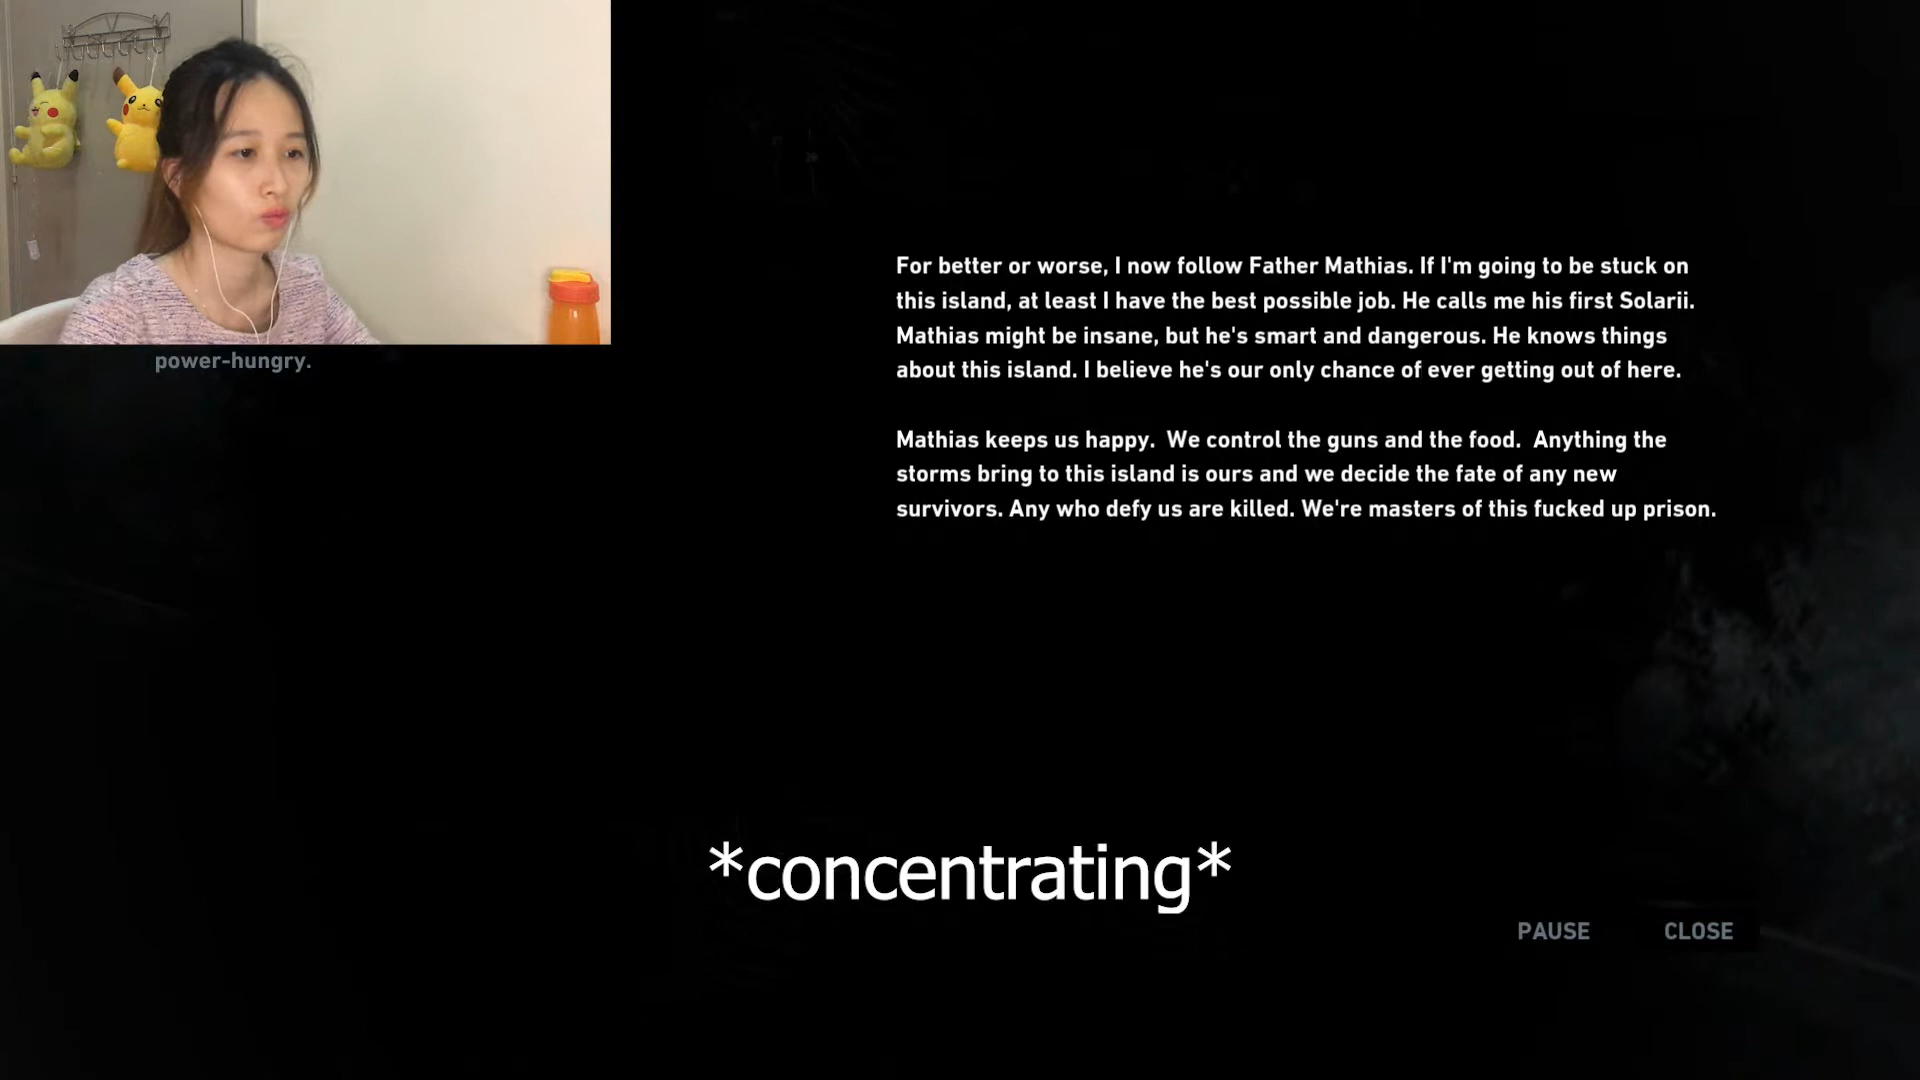 power-hungry.
For better or worse, I now follow Father Mathias. If I'm going to be stuck on
this island, at least I have the best possible job. He calls me his first Solarii.
Mathias might be insane, but he's smart and dangerous. He knows things
about this island. I believe he's our only chance of ever getting out of here.
Mathias keeps us happy.  We control the guns and the food.  Anything the
storms bring to this island is ours and we decide the fate of any new
survivors. Any who defy us are killed. We're masters of this fucked up prison.
*concentrating*
PAUSE CLOSE